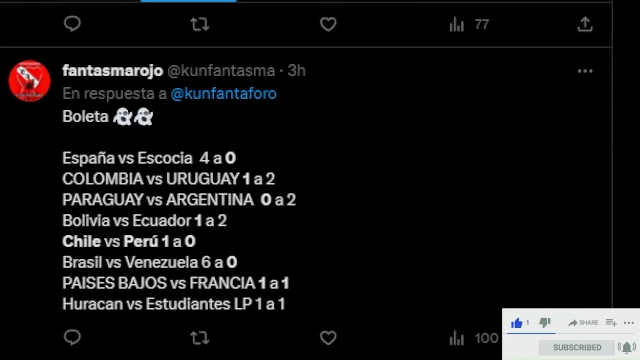 77
fantasmarojo @kunfantasma · 3h
En respuesta a @kunfantaforo
Boleta 👻👻
España vs Escocia 4 a 0
COLOMBIA vs URUGUAY 1 a 2
PARAGUAY vs ARGENTINA 0 a 2
Bolivia vs Ecuador 1 a 2
Chile vs Perú 1 a 0
Brasil vs Venezuela 6 a 0
PAISES BAJOS vs FRANCIA 1 a 1
Huracan vs Estudiantes LP 1 a 1
100
1 SHARE
SUBSCRIBED